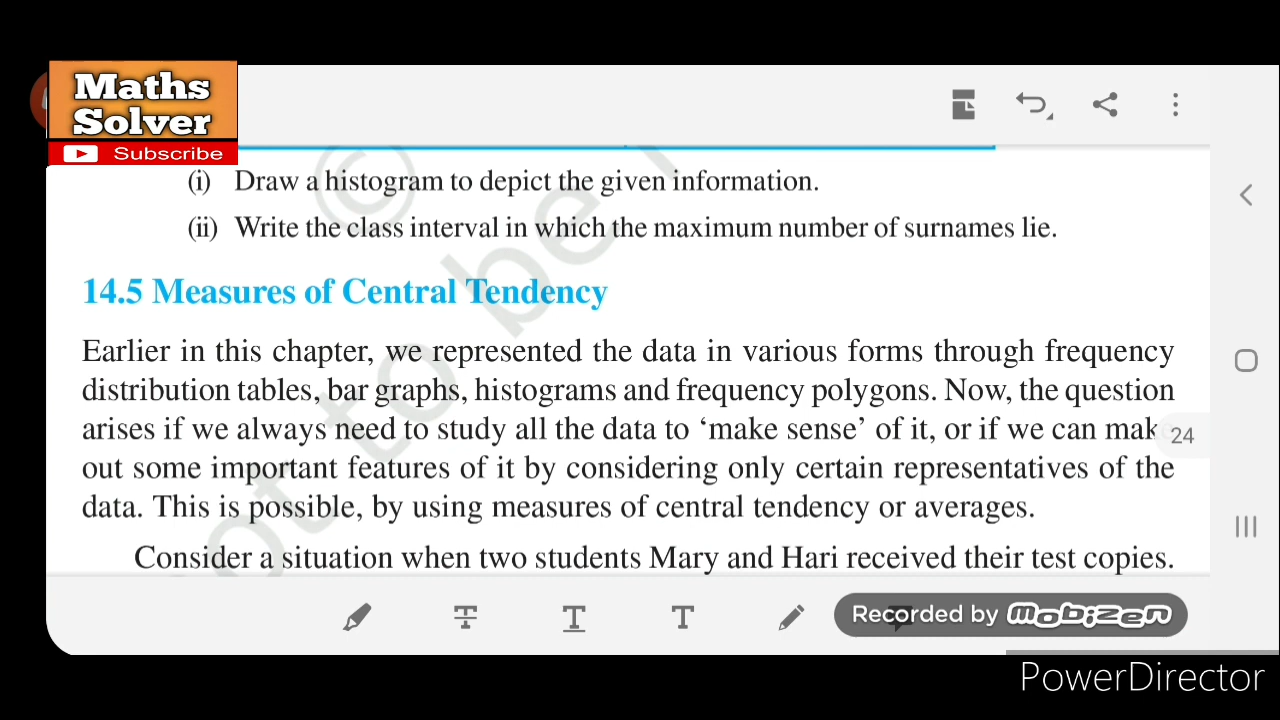 Maths
Solver
Subscribe
(i) Draw a histogram to depict the given information.
(ii) Write the class interval in which the maximum number of surnames lie.
14.5 Measures of Central Tendency
Earlier in this chapter, we represented the data in various forms through frequency
distribution tables, bar graphs, histograms and frequency polygons. Now, the question
arises if we always need to study all the data to ‘make sense’ of it, or if we can mak
24
out some important features of it by considering only certain representatives of the
data. This is possible, by using measures of central tendency or averages.
Consider a situation when two students Mary and Hari received their test copies.
Recorded by mobizen
PowerDirector
© not to be r